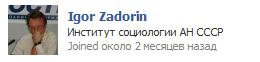 Igor Zadorin
Институт социологии АН СССР
Joined около 2 месяцев назад